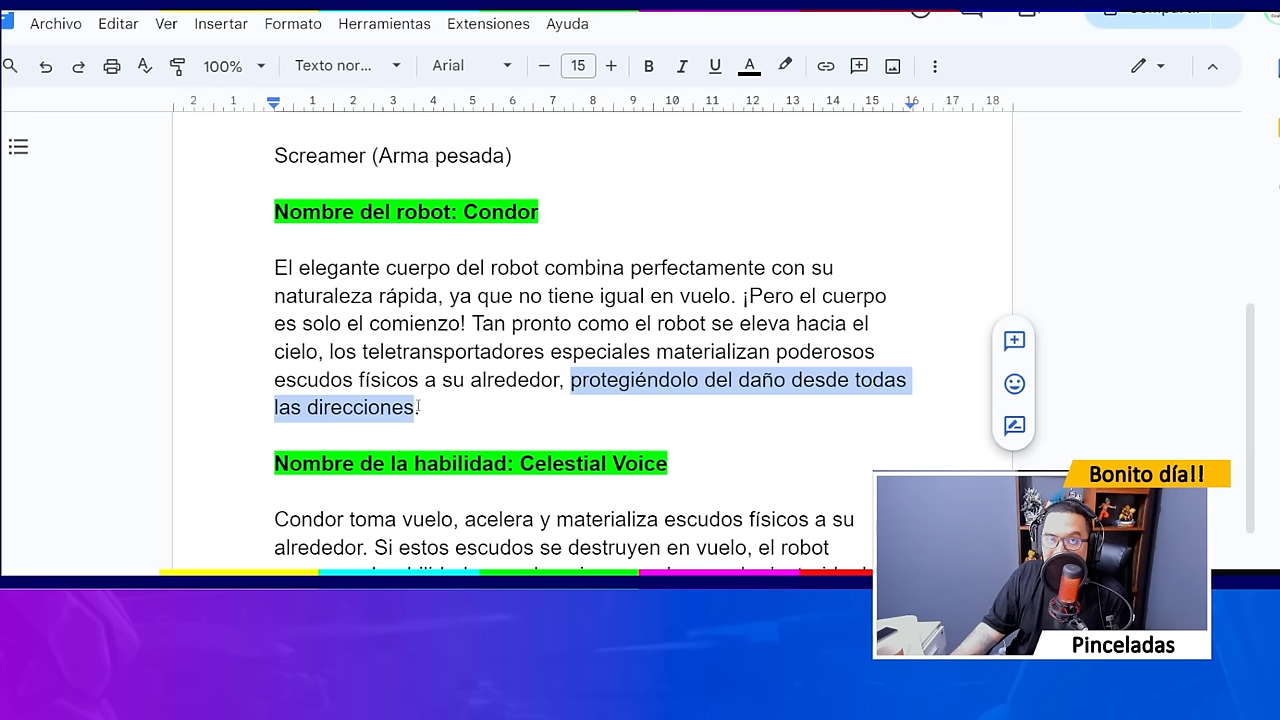 Archivo Editar Ver Insertar Formato Herramientas Extensiones Ayuda
100% Texto nor... Arial 15 B I U A
2 1 1 2 3 4 5 6 7 8 9 10 11 12 13 14 15 16 17 18
Screamer (Arma pesada)
Nombre del robot: Condor
El elegante cuerpo del robot combina perfectamente con su
naturaleza rápida, ya que no tiene igual en vuelo. ¡Pero el cuerpo
es solo el comienzo! Tan pronto como el robot se eleva hacia el
cielo, los teletransportadores especiales materializan poderosos
escudos físicos a su alrededor, protegiéndolo del daño desde todas
las direcciones.
Nombre de la habilidad: Celestial Voice
Condor toma vuelo, acelera y materializa escudos físicos a su
alrededor. Si estos escudos se destruyen en vuelo, el robot
Bonito día!!
Pinceladas